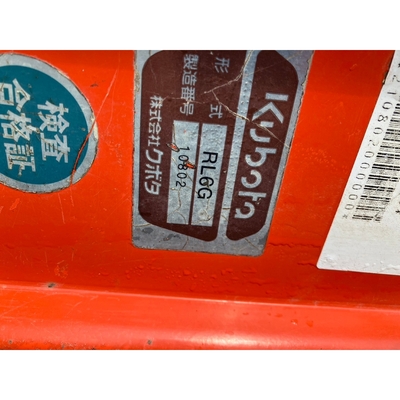 検査
合格証
Kubota
形式 RL6G
製造番号 10802
株式会社クボタ